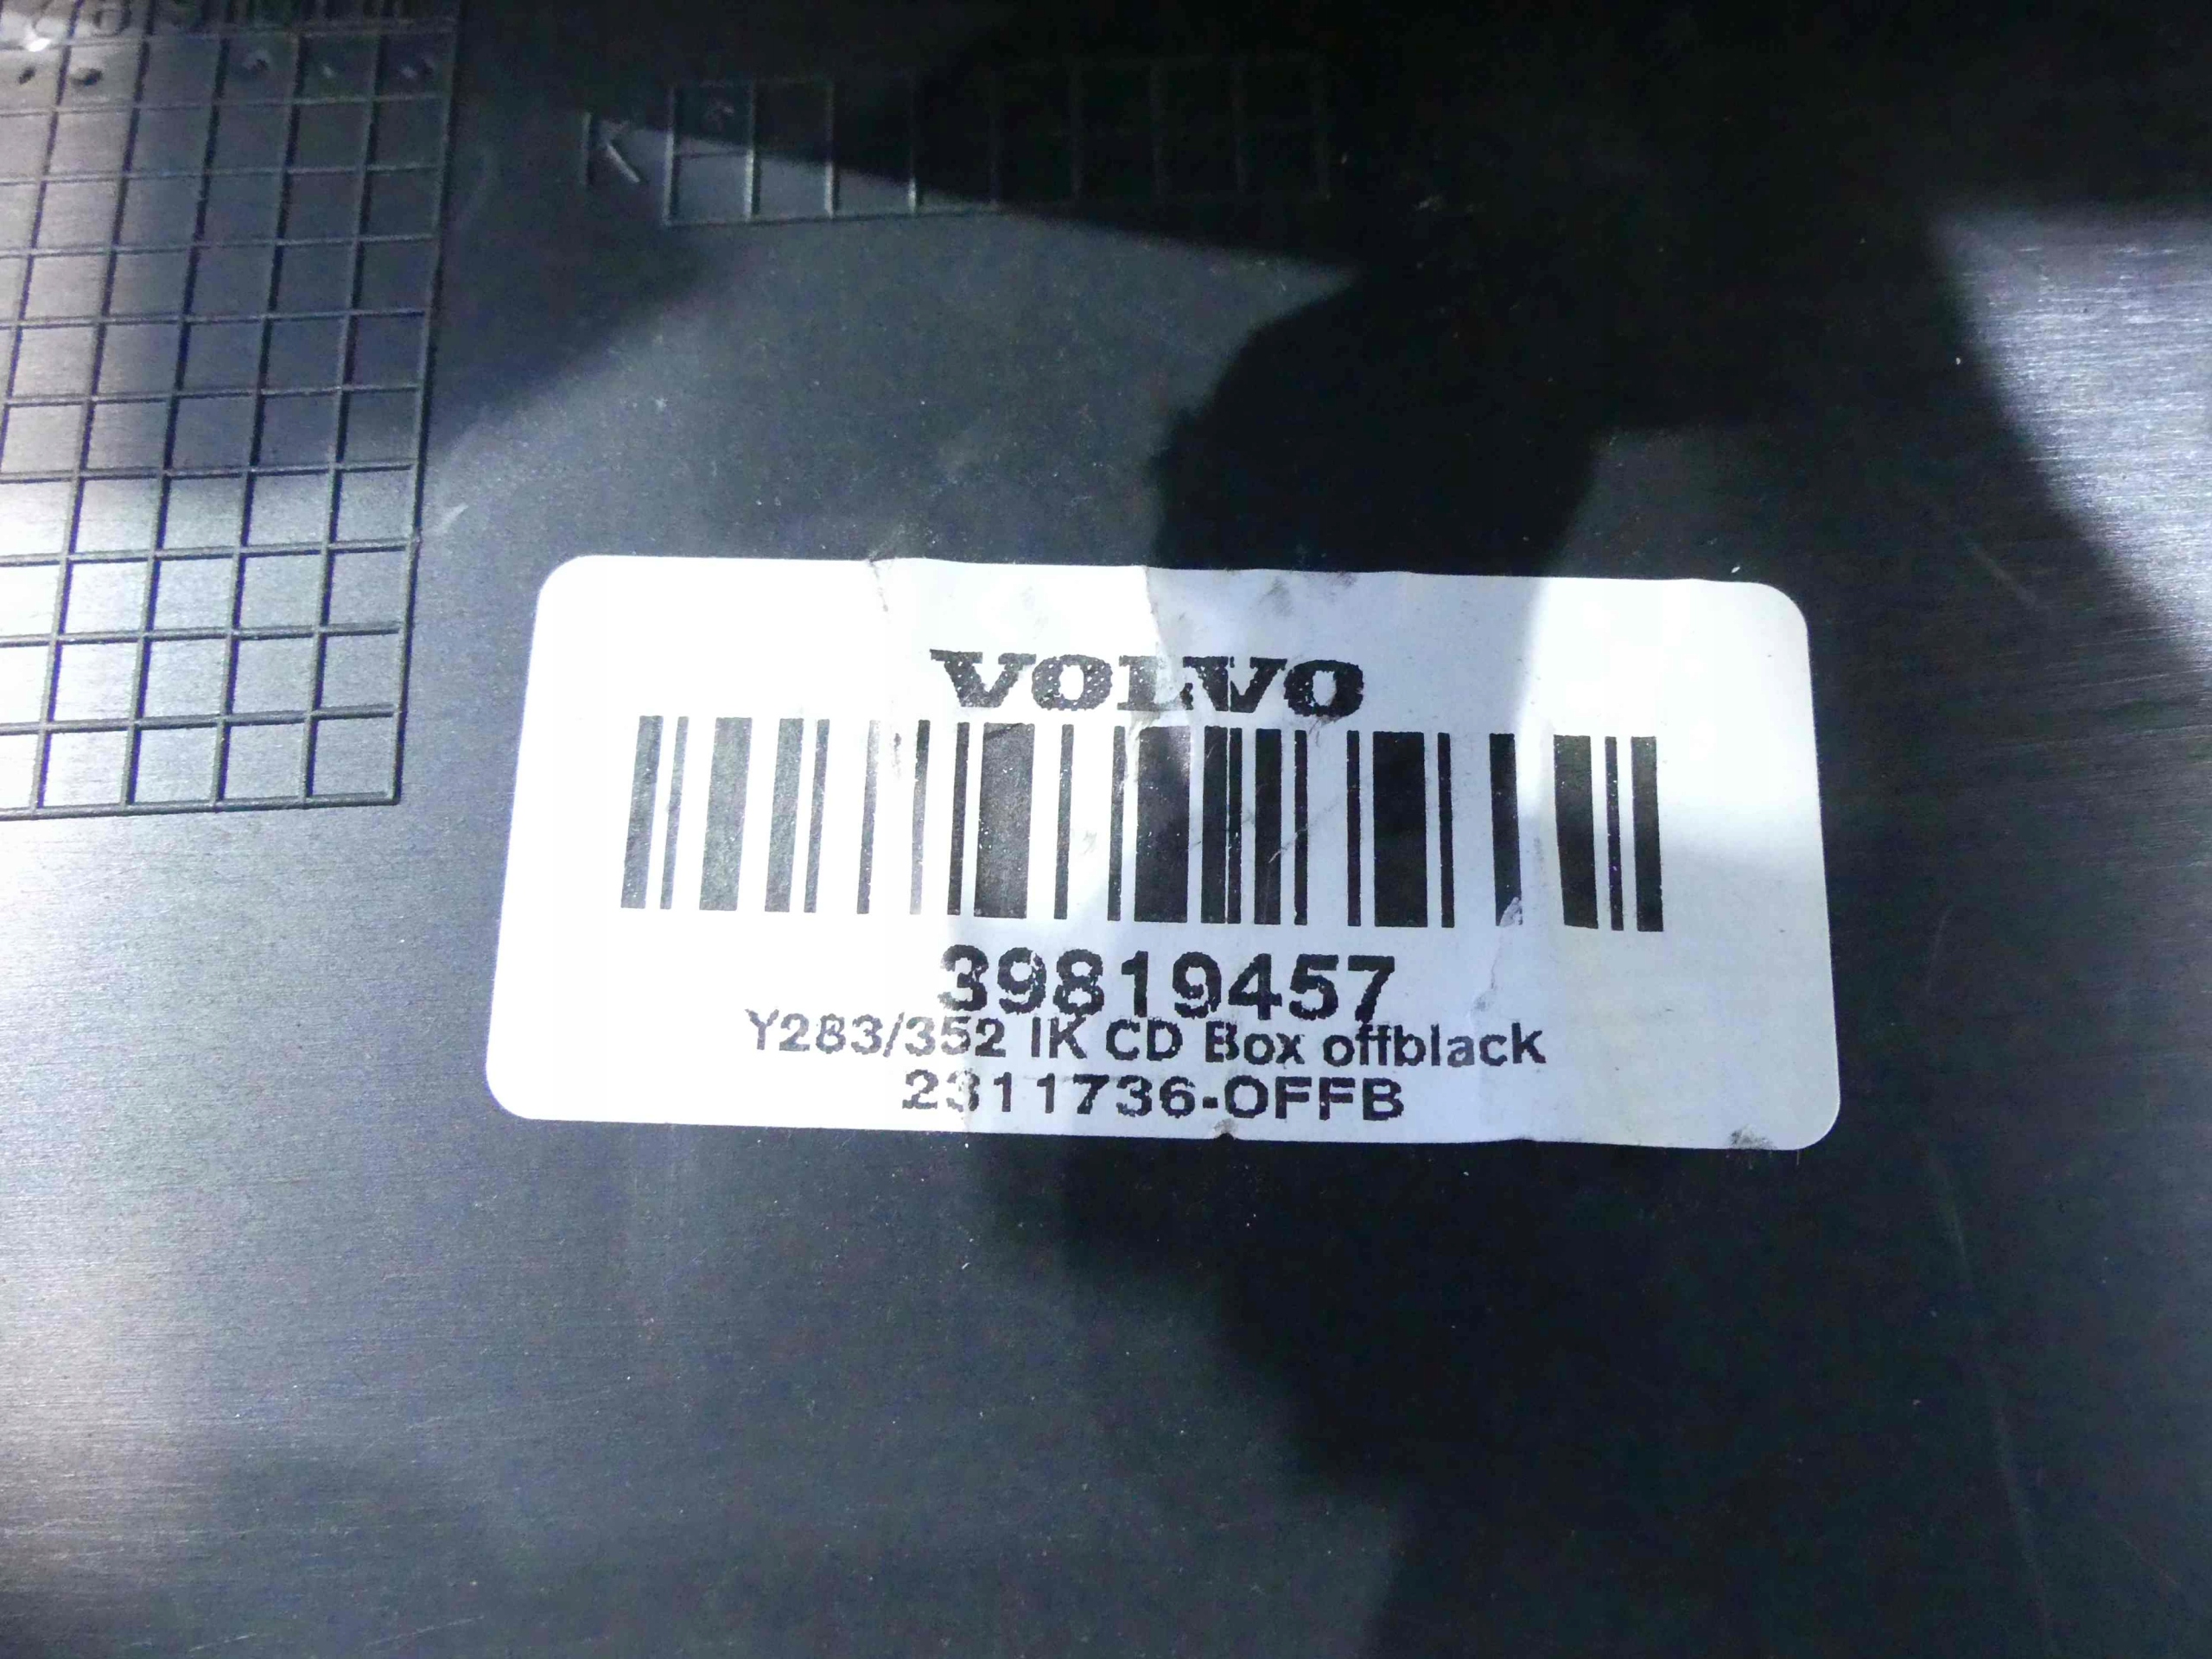 K
VOLVO
39819457
Y283/352 IK CD Box offblack
2311736-OFFB